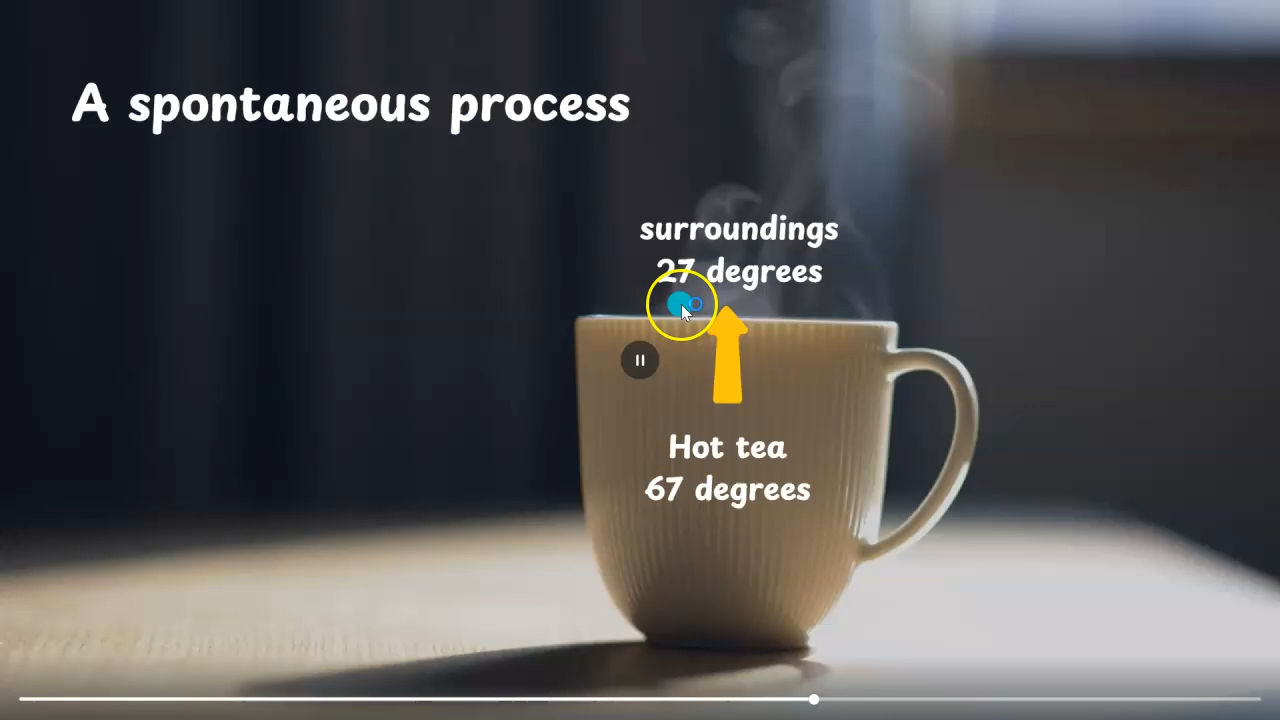 A spontaneous process
surroundings
27 degrees
Hot tea
67 degrees